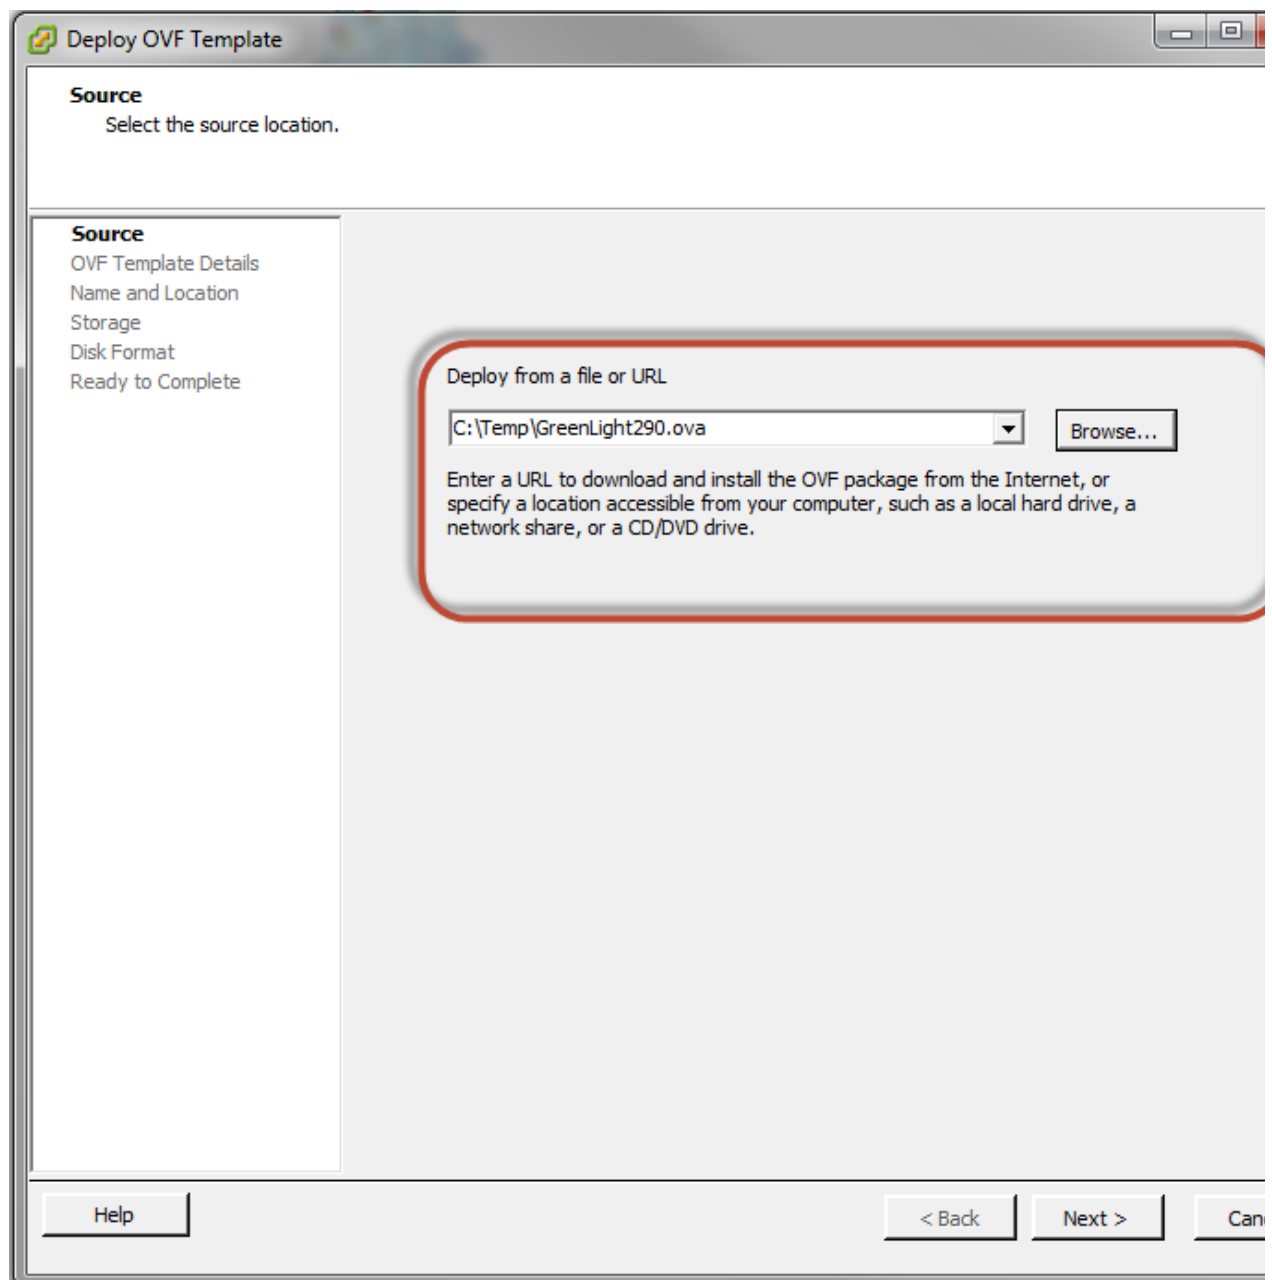 Deploy OVF Template
Source
Select the source location.
Source
OVF Template Details
Name and Location
Storage
Disk Format
Ready to Complete
Deploy from a file or URL
C:\Temp\GreenLight290.ova
Browse...
Enter a URL to download and install the OVF package from the Internet, or
specify a location accessible from your computer, such as a local hard drive, a
network share, or a CD/DVD drive.
Help
< Back
Next >